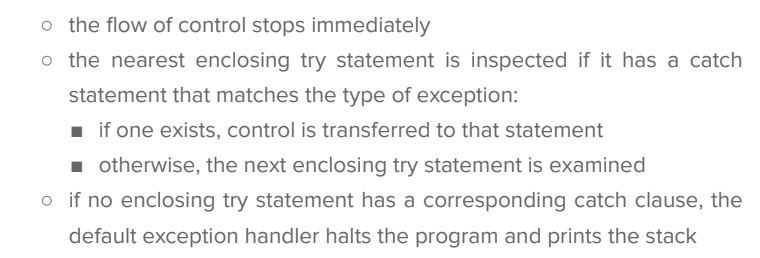 ○ the flow of control stops immediately
○ the nearest enclosing try statement is inspected if it has a catch
statement that matches the type of exception:
■ if one exists, control is transferred to that statement
■ otherwise, the next enclosing try statement is examined
○ if no enclosing try statement has a corresponding catch clause, the
default exception handler halts the program and prints the stack